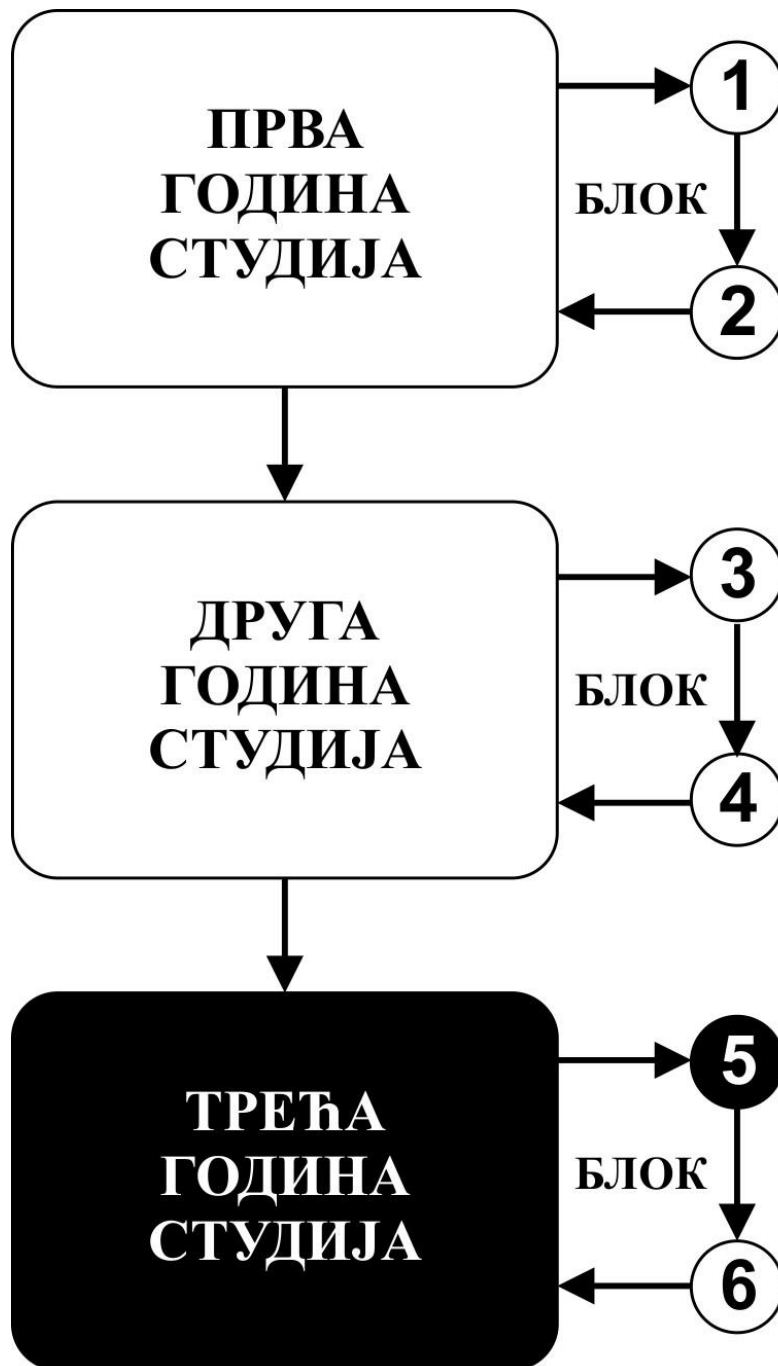 ПРВА
ГОДИНА
СТУДИЈА
1
БЛОК
2
ДРУГА
ГОДИНА
СТУДИЈА
3
БЛОК
4
ТРЕЋА
ГОДИНА
СТУДИЈА
5
БЛОК
6